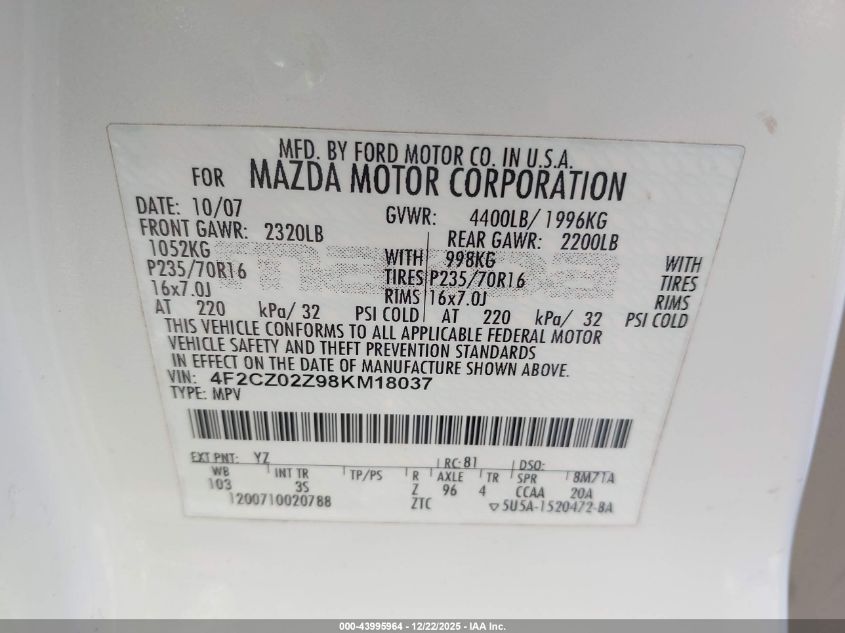 MFD. BY FORD MOTOR CO. IN U.S.A.
FOR MAZDA MOTOR CORPORATION
DATE: 10/07 GVWR: 4400LB/ 1996KG
FRONT GAWR: 2320LB REAR GAWR: 2200LB
1052KG WITH 998KG WITH
P235/70R16 TIRES P235/70R16 TIRES
16x7.0J RIMS 16x7.0J RIMS
AT 220 kPa/ 32 PSI COLD AT 220 kPa/ 32 PSI COLD
THIS VEHICLE CONFORMS TO ALL APPLICABLE FEDERAL MOTOR
VEHICLE SAFETY AND THEFT PREVENTION STANDARDS
IN EFFECT ON THE DATE OF MANUFACTURE SHOWN ABOVE.
VIN: 4F2CZ02Z98KM18037
TYPE: MPV
EXT PNT: YZ RC: 81 DSO:
WB INT TR TP/PS R AXLE TR SPR 8M71A
103 3S Z 96 4 CCAA 20A
1200710020788 ZTC 5U5A-1520472-BA
000-43995964 - 12/22/2025 - IAA Inc.